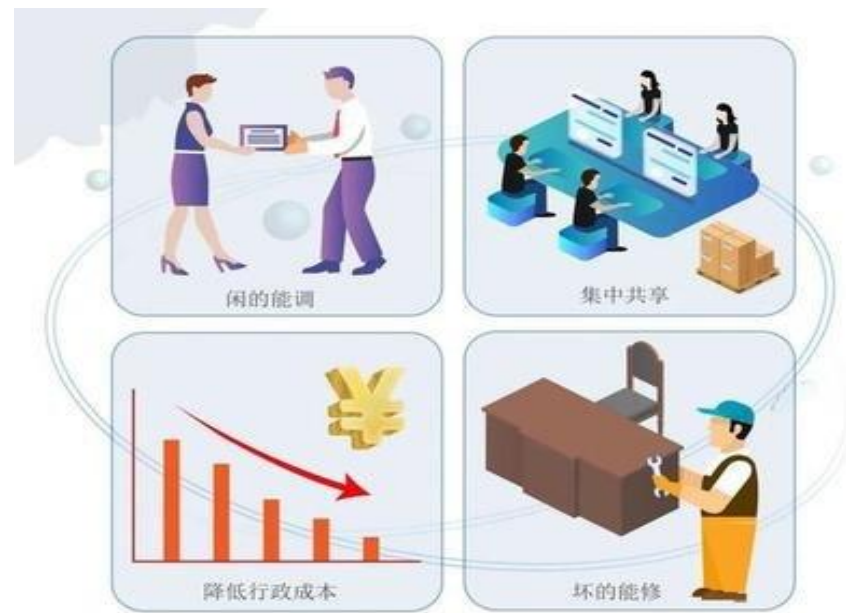 闲的能调
集中共享
¥
降低行政成本
坏的能修